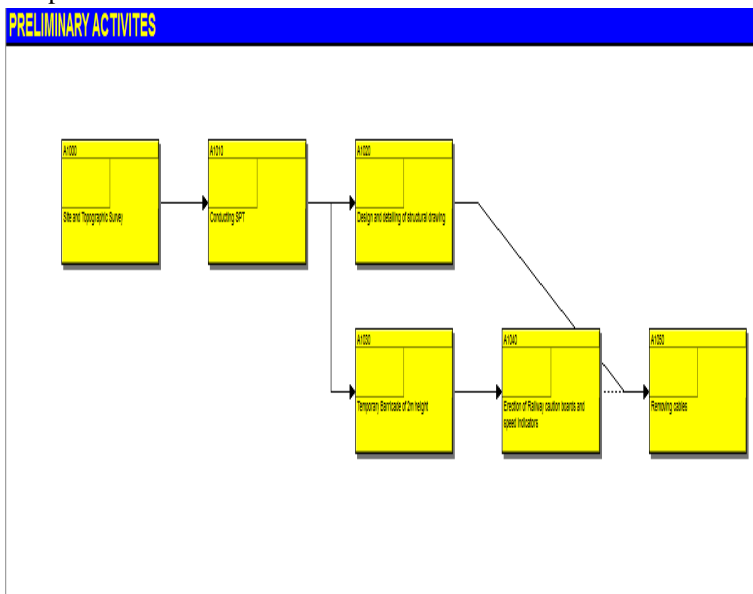 PRELIMINARY ACTIVITES
A1000
Site and Topographic Survey
A1010
Conducting SPT
A1020
Design and detailing of structural drawing
A1030
Temporary Barricade of 2m height
A1040
Erection of Railway caution boards and
speed indicators
A1050
Removing cables